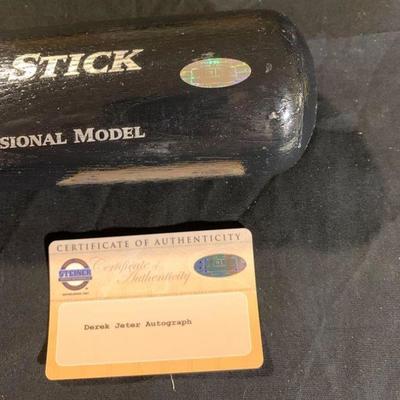 STICK
SIONAL MODEL
CERTIFICATE OF AUTHENTICITY
Certificate of
Authenticity
STEINER
Derek Jeter Autograph